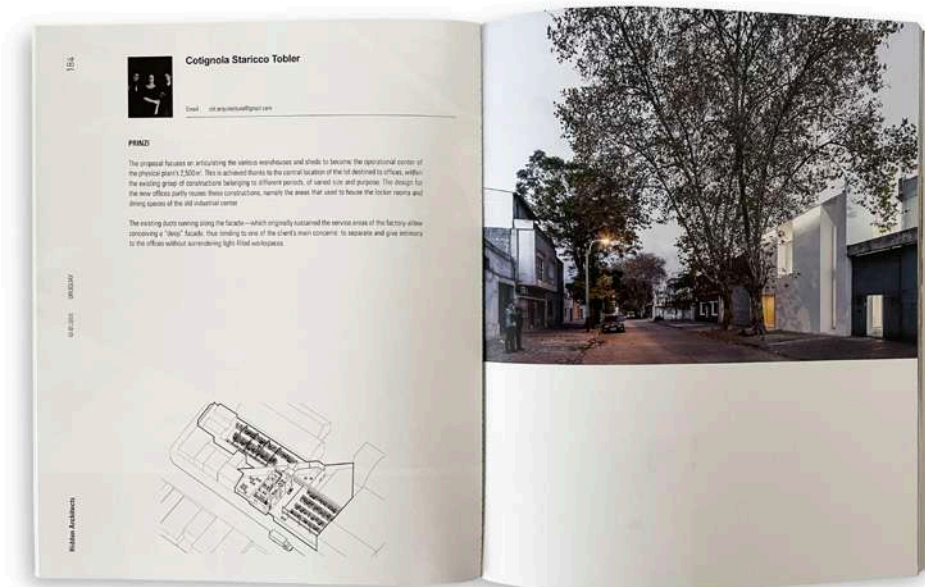 184
Cotignola Staricco Tobler
Email
PRINZI
The proposal focuses on articulating the various warehouses and sheds to become the operational center of
the physical plant's 2,500㎡. This is achieved thanks to the central location of the lot destined to offices, within
the existing group of constructions belonging to different periods, of varied size and purpose. The design for
the new offices partly reuses these constructions, namely the areas that used to house the locker rooms and
dining spaces of the old industrial center.
The existing ducts running along the facade—which originally sustained the service areas of the factory-allow
conceiving a "deep" facade, thus tending to one of the client's main concerns: to separate and give intimacy
to the offices without surrendering light-filled workspaces.
URUGUAY
Hidden Architects